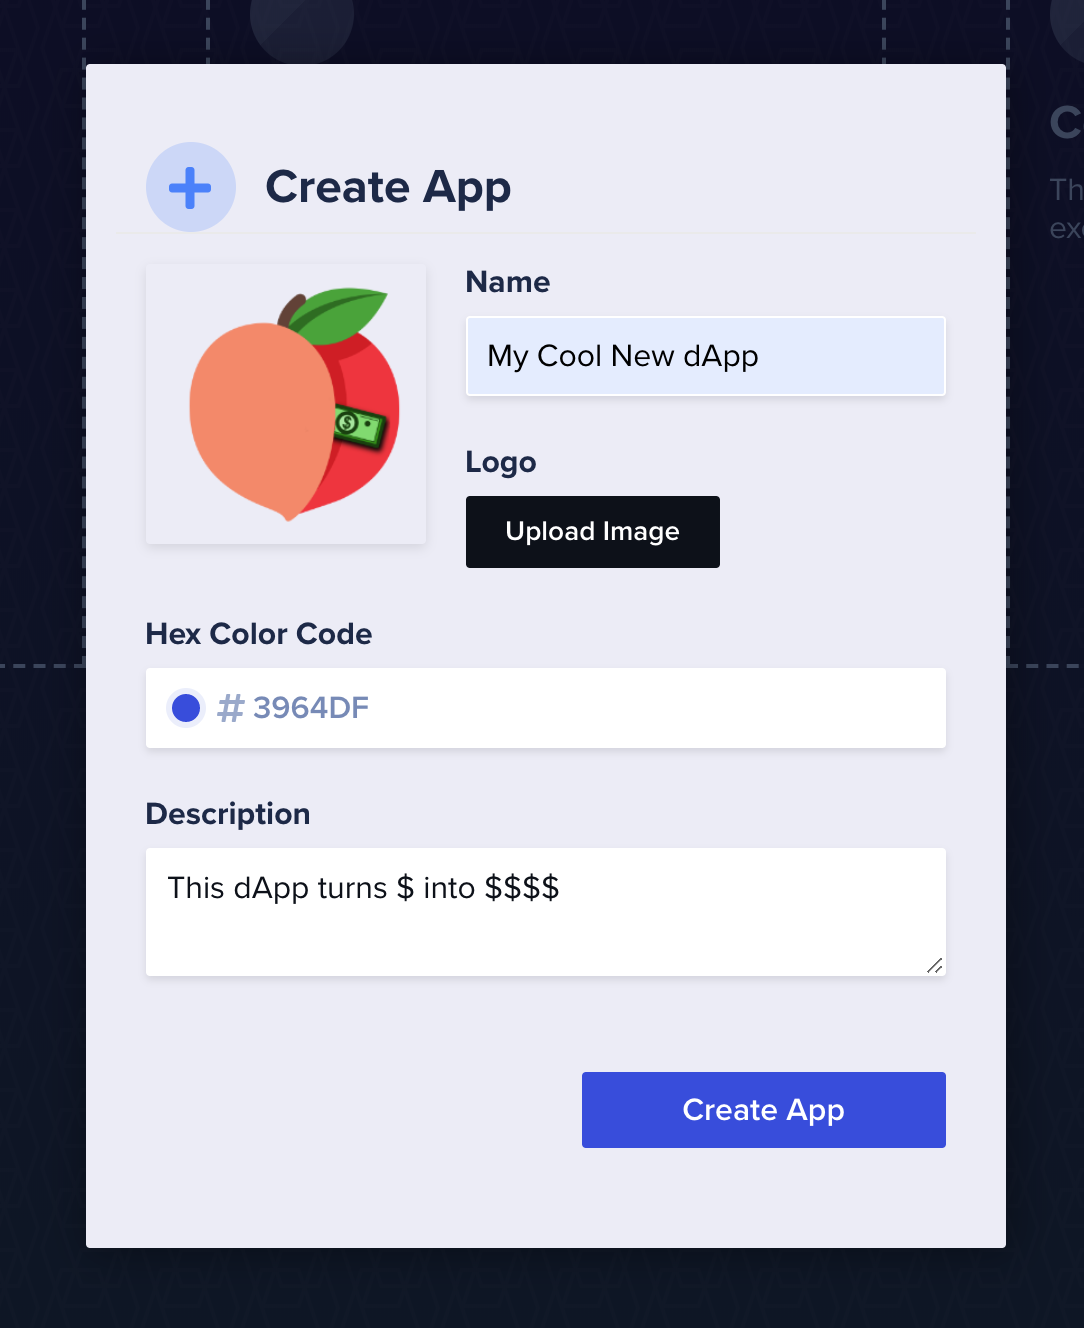 Create App
Name
My Cool New dApp
Logo
Upload Image
Hex Color Code
# 3964DF
Description
This dApp turns $ into $$$$
Create App
C
Th